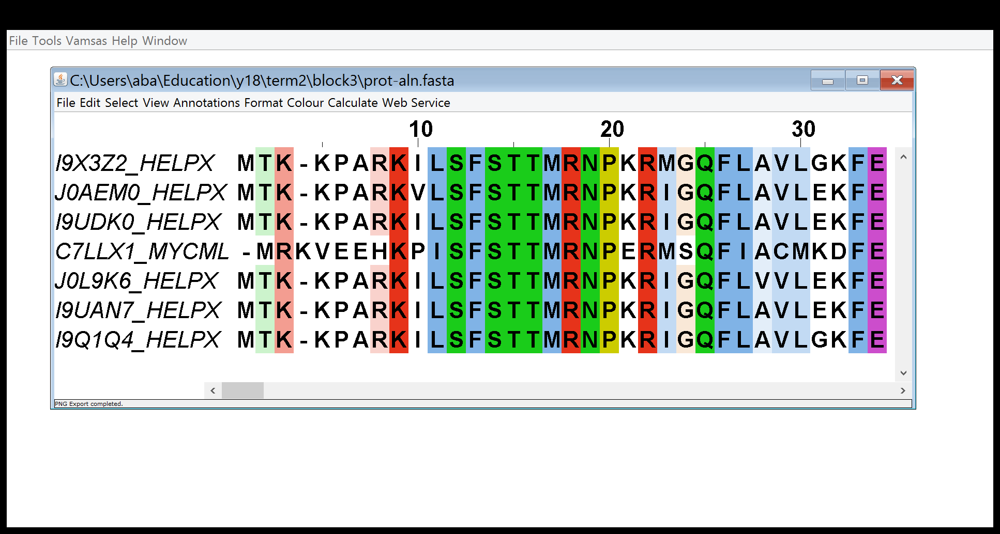 File Tools Vamsas Help Window
C:\Users\aba\Education\y18\term2\block3\prot-aln.fasta
File Edit Select View Annotations Format Colour Calculate Web Service
10 20 30
I9X3Z2_HELPX MTK-KPARKILSFSTTMRNPKRMGQFLAVLGKFE
J0AEM0_HELPX MTK-KPARKVLSFSTTMRNPKRIGQFLAVLEKFE
I9UDK0_HELPX MTK-KPARKILSFSTTMRNPKRIGQFLAVLEKFE
C7LLX1_MYCML -MRKVEEHKPISFSTTMRNPERMSQFIACMKDFE
J0L9K6_HELPX MTK-KPARKILSFSTTMRNPKRIGQFLVVLEKFE
I9UAN7_HELPX MTK-KPARKILSFSTTMRNPKRIGQFLAVLEKFE
I9Q1Q4_HELPX MTK-KPARKILSFSTTMRNPKRIGQFLAVLGKFE
PNG Export completed.